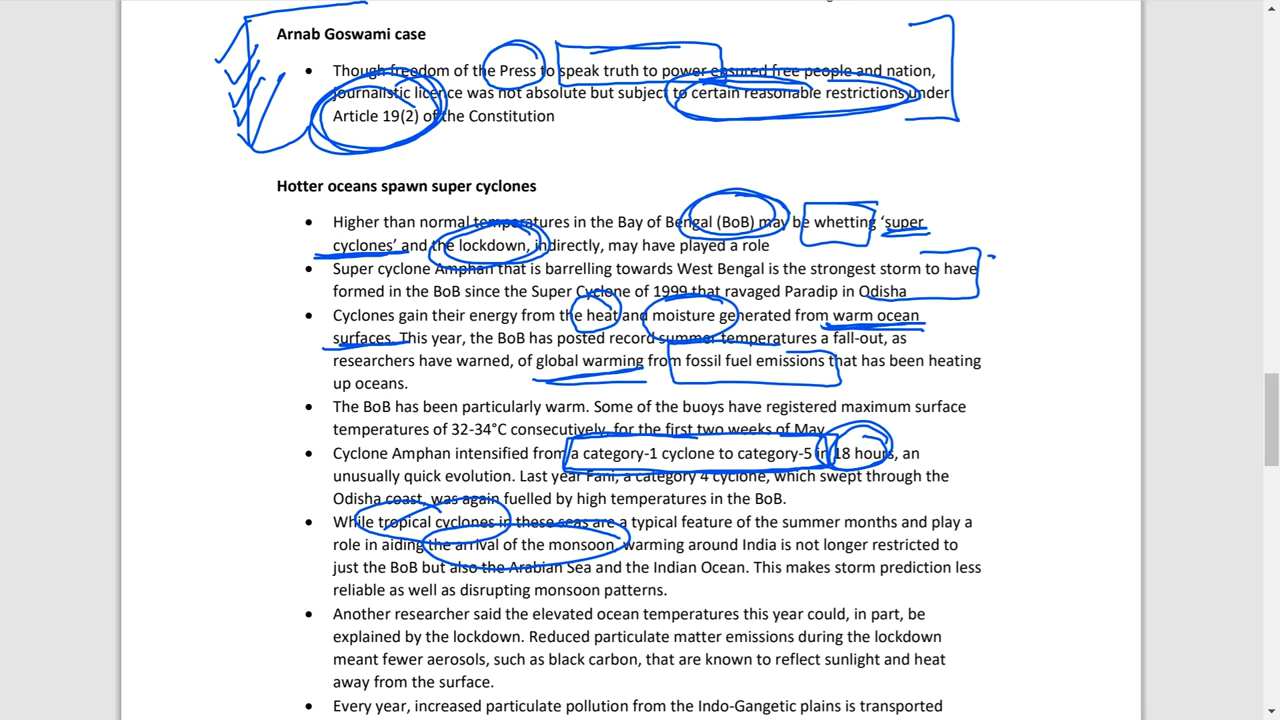 Arnab Goswami case
• Though freedom of the Press to speak truth to power ensured free people and nation,
journalistic licence was not absolute but subject to certain reasonable restrictions under
Article 19(2) of the Constitution
Hotter oceans spawn super cyclones
• Higher than normal temperatures in the Bay of Bengal (BoB) may be whetting ‘super
cyclones’ and the lockdown, indirectly, may have played a role
• Super cyclone Amphan that is barrelling towards West Bengal is the strongest storm to have
formed in the BoB since the Super Cyclone of 1999 that ravaged Paradip in Odisha
• Cyclones gain their energy from the heat and moisture generated from warm ocean
surfaces. This year, the BoB has posted record summer temperatures a fall-out, as
researchers have warned, of global warming from fossil fuel emissions that has been heating
up oceans.
• The BoB has been particularly warm. Some of the buoys have registered maximum surface
temperatures of 32-34°C consecutively, for the first two weeks of May.
• Cyclone Amphan intensified from a category-1 cyclone to category-5 in 18 hours, an
unusually quick evolution. Last year Fani, a category 4 cyclone, which swept through the
Odisha coast, was again fuelled by high temperatures in the BoB.
• While tropical cyclones in these seas are a typical feature of the summer months and play a
role in aiding the arrival of the monsoon, warming around India is not longer restricted to
just the BoB but also the Arabian Sea and the Indian Ocean. This makes storm prediction less
reliable as well as disrupting monsoon patterns.
• Another researcher said the elevated ocean temperatures this year could, in part, be
explained by the lockdown. Reduced particulate matter emissions during the lockdown
meant fewer aerosols, such as black carbon, that are known to reflect sunlight and heat
away from the surface.
• Every year, increased particulate pollution from the Indo-Gangetic plains is transported